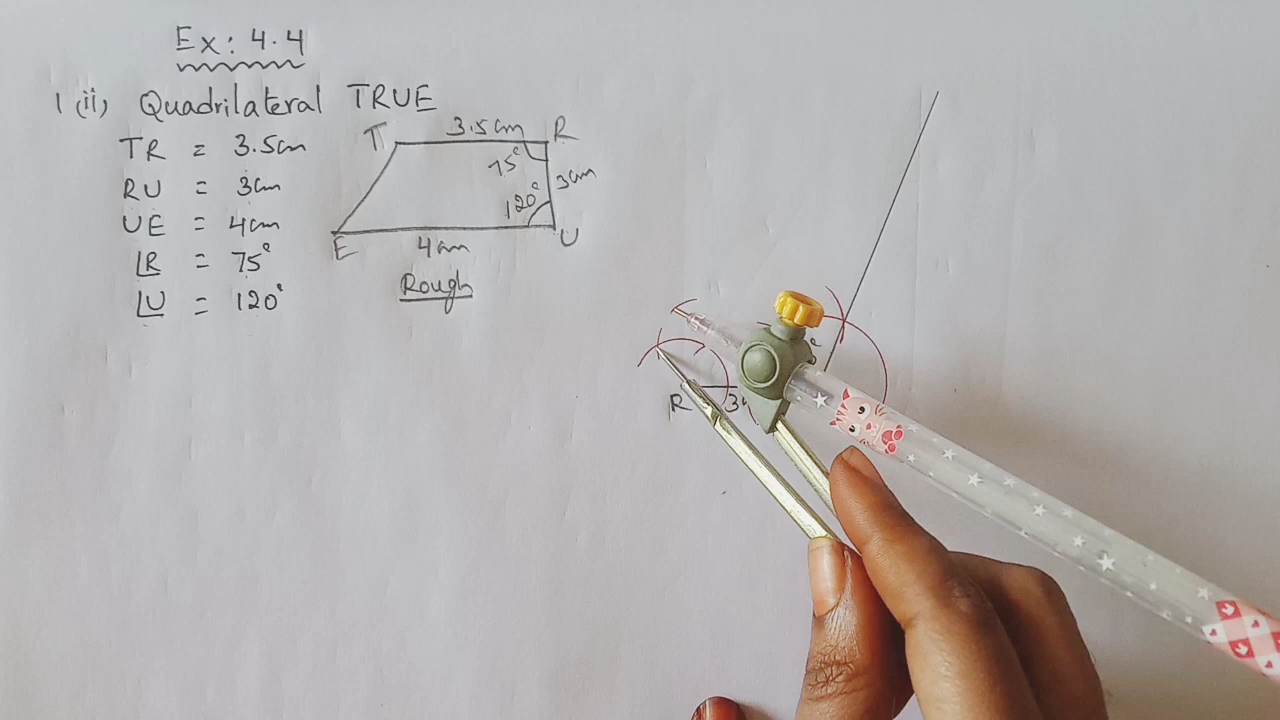 Ex: 4.4
1 (ii) Quadrilateral TRUE
TR = 3.5cm
RU = 3cm
UE = 4cm
∠R = 75°
∠U = 120°
T 3.5cm R
75°
3cm
120°
E 4cm U
Rough
R 3